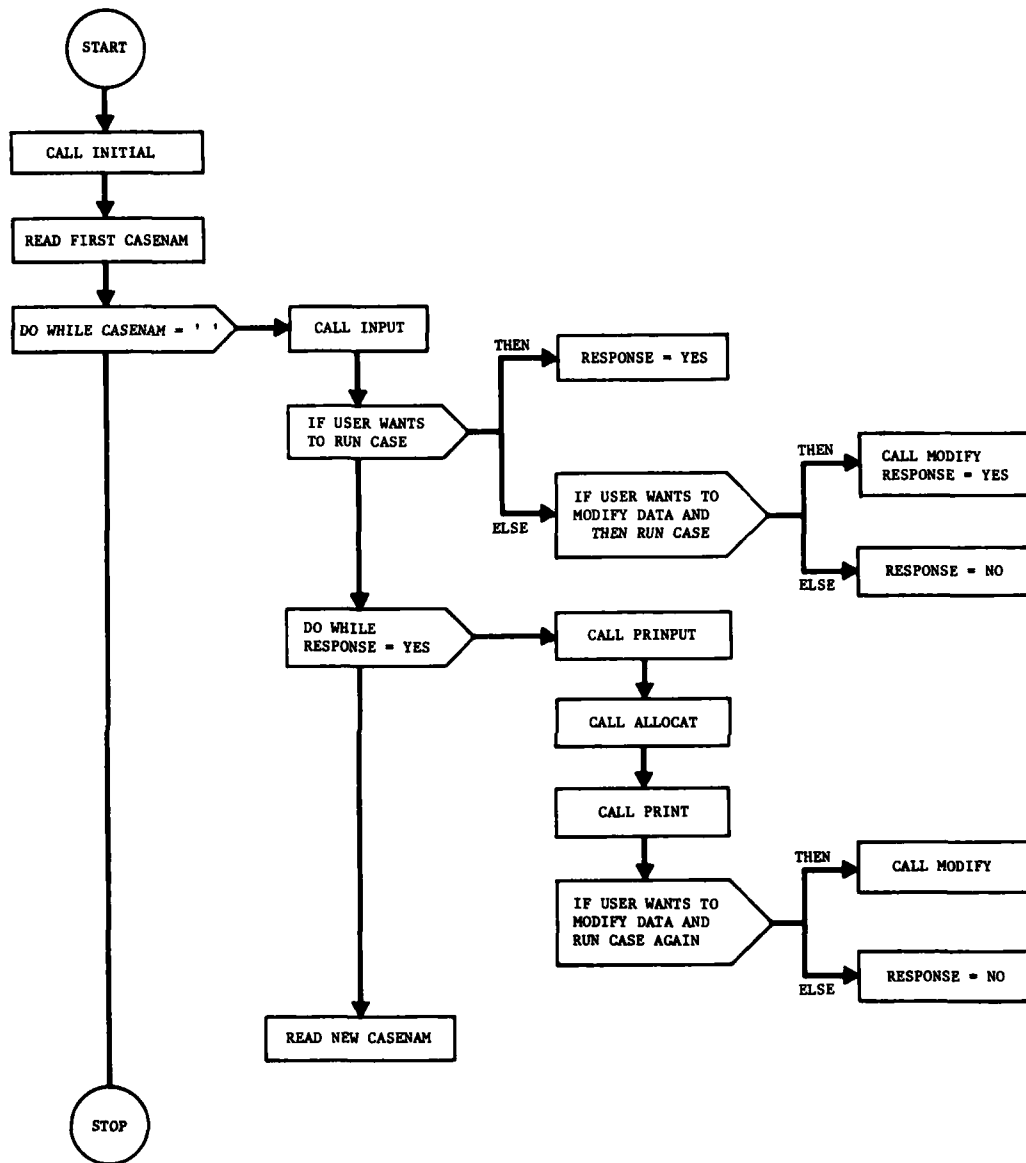 START
CALL INITIAL
READ FIRST CASENAM
DO WHILE CASENAM = ' '
CALL INPUT
IF USER WANTS
TO RUN CASE
THEN
RESPONSE = YES
ELSE
IF USER WANTS TO
MODIFY DATA AND
THEN RUN CASE
THEN
CALL MODIFY
RESPONSE = YES
ELSE
RESPONSE = NO
DO WHILE
RESPONSE = YES
CALL PRINPUT
CALL ALLOCAT
CALL PRINT
IF USER WANTS TO
MODIFY DATA AND
RUN CASE AGAIN
THEN
CALL MODIFY
ELSE
RESPONSE = NO
READ NEW CASENAM
STOP